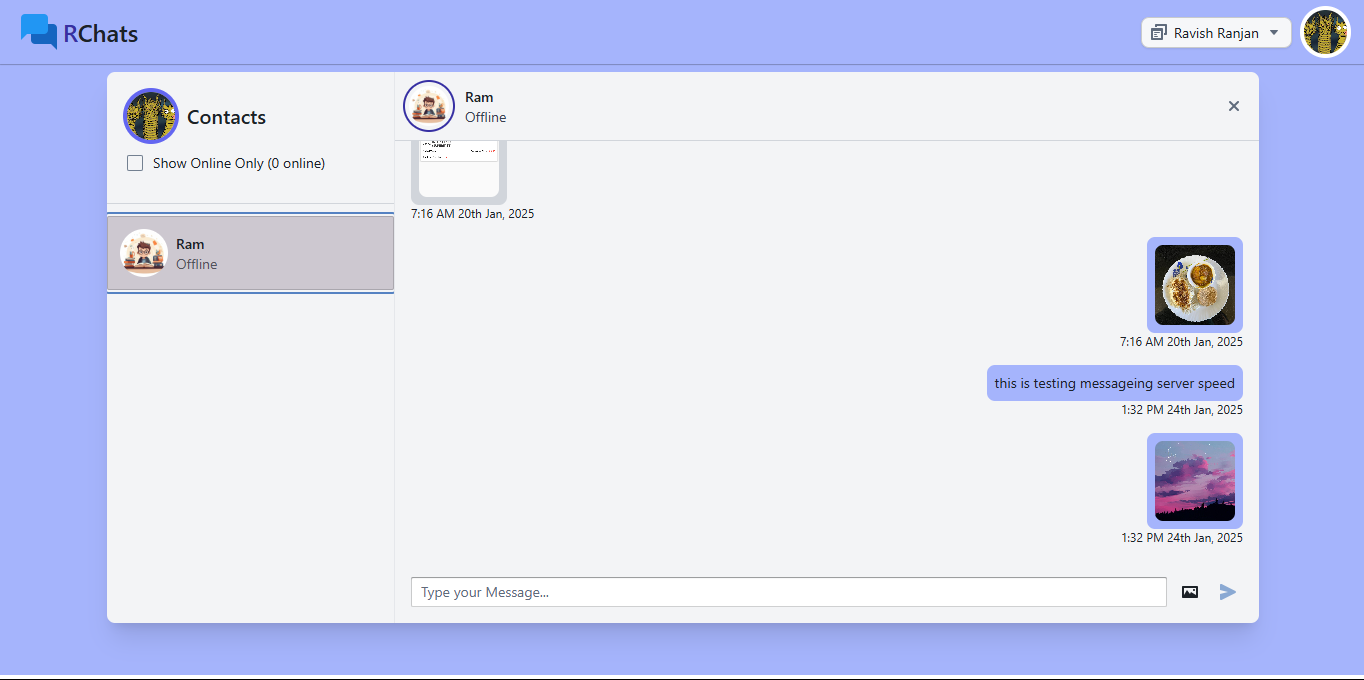 RChats
Ravish Ranjan
Contacts
Show Online Only (0 online)
Ram
Offline
Ram
Offline
7:16 AM 20th Jan, 2025
7:16 AM 20th Jan, 2025
this is testing messageing server speed
1:32 PM 24th Jan, 2025
1:32 PM 24th Jan, 2025
Type your Message...